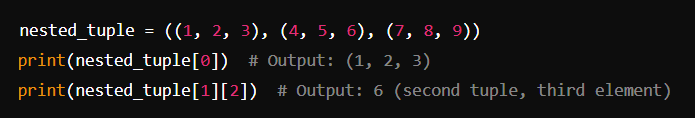 nested_tuple = ((1, 2, 3), (4, 5, 6), (7, 8, 9))
print(nested_tuple[0])  # Output: (1, 2, 3)
print(nested_tuple[1][2])  # Output: 6 (second tuple, third element)